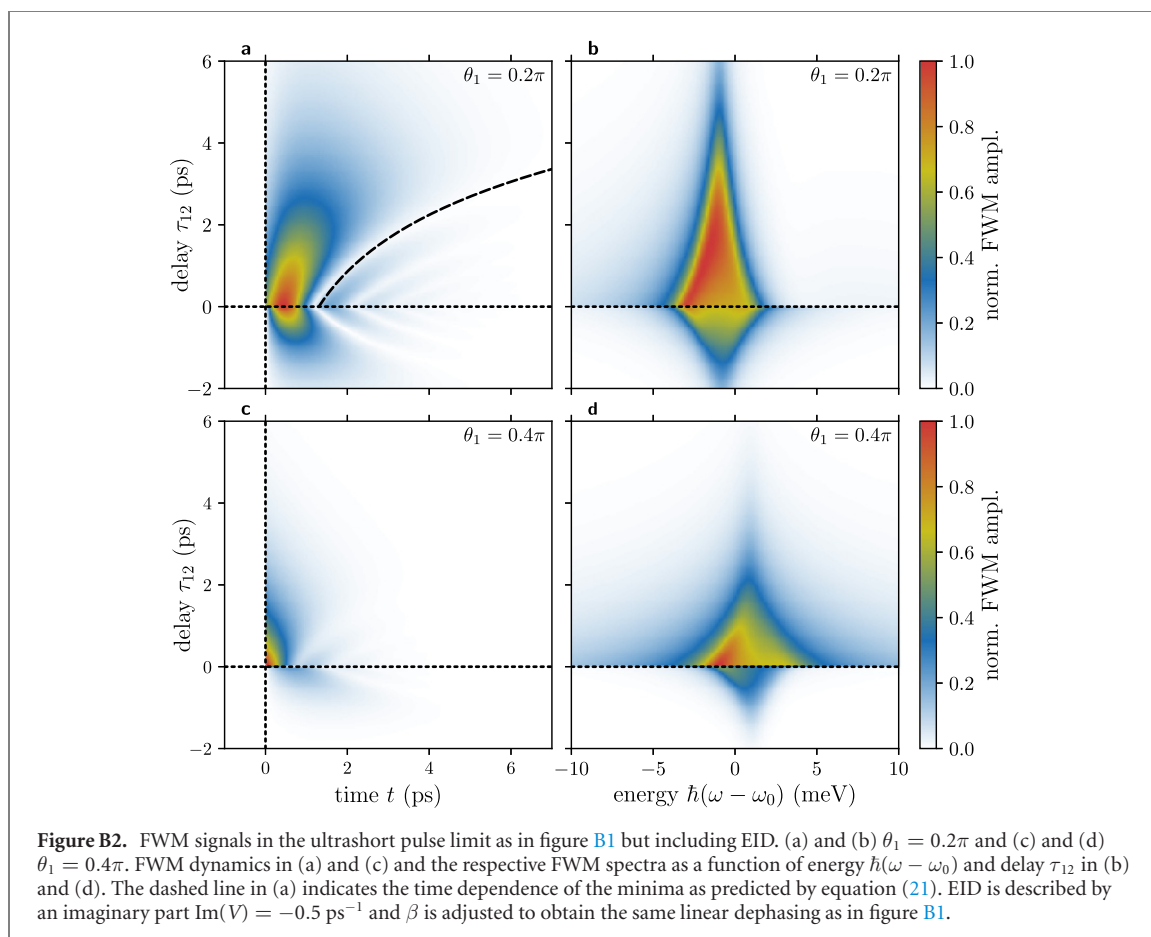 a
b
6
4
2
0
−2
delay τ₁₂ (ps)
θ₁ = 0.2π
θ₁ = 0.2π
1.0
0.8
0.6
0.4
0.2
0.0
norm. FWM ampl.
c
d
6
4
2
0
−2
delay τ₁₂ (ps)
θ₁ = 0.4π
θ₁ = 0.4π
1.0
0.8
0.6
0.4
0.2
0.0
norm. FWM ampl.
0 2 4 6
−10 −5 0 5 10
time t (ps)
energy ħ(ω − ω₀) (meV)
Figure B2. FWM signals in the ultrashort pulse limit as in figure B1 but including EID. (a) and (b) θ₁ = 0.2π and (c) and (d)
θ₁ = 0.4π. FWM dynamics in (a) and (c) and the respective FWM spectra as a function of energy ħ(ω − ω₀) and delay τ₁₂ in (b)
and (d). The dashed line in (a) indicates the time dependence of the minima as predicted by equation (21). EID is described by
an imaginary part Im(V) = −0.5 ps⁻¹ and β is adjusted to obtain the same linear dephasing as in figure B1.